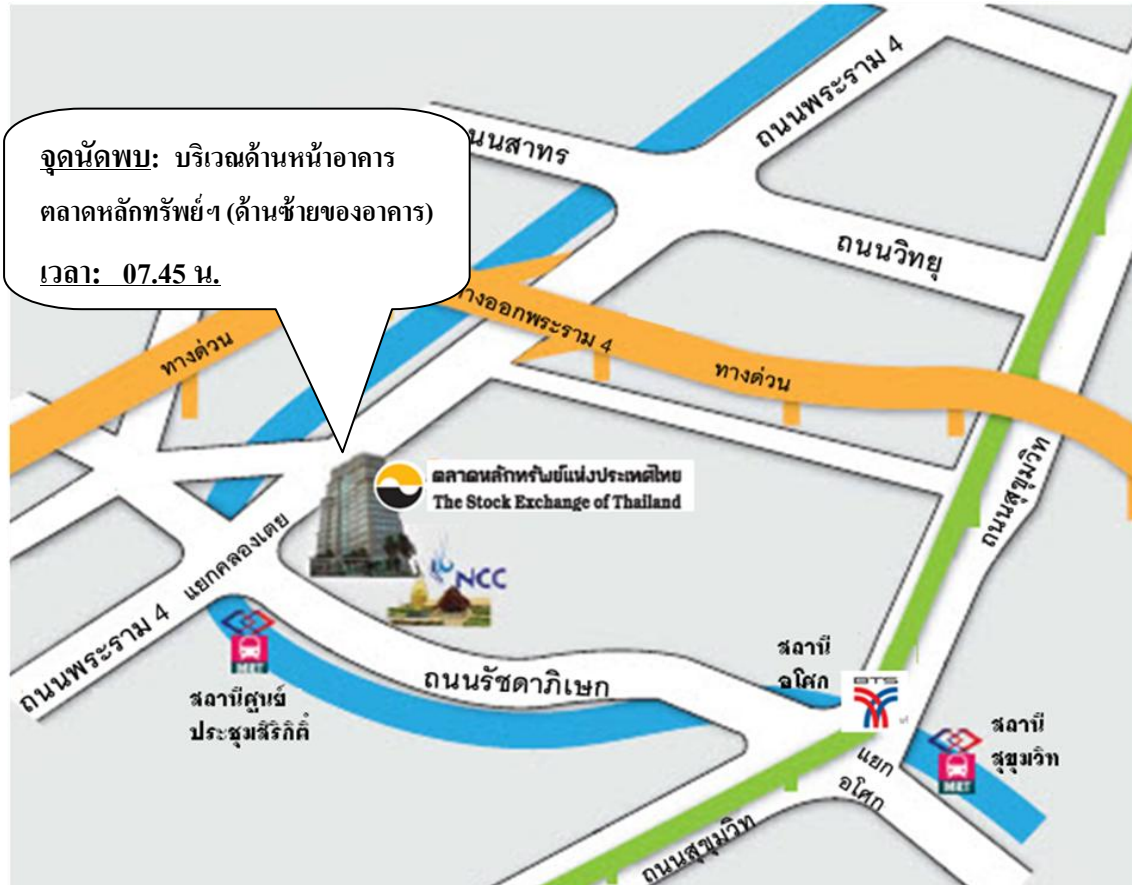 จุดนัดพบ: บริเวณด้านหน้าอาคาร
ตลาดหลักทรัพย์ฯ (ด้านซ้ายของอาคาร)
เวลา: 07.45 น.
ถนนพระราม 4
นนสาทร
ถนนวิทยุ
างออกพระราม 4
ทางด่วน
ทางด่วน
ถนนสุขุมวิท
ตลาดหลักทรัพย์แห่งประเทศไทย
The Stock Exchange of Thailand
NCC
แยกคลองเตย
ถนนพระราม 4
MRT
สถานีศูนย์
ประชุมสิริกิติ์
ถนนรัชดาภิเษก
สถานี
อโศก
BTS
สถานี
สุขุมวิท
MRT
แยก
อโศก
ถนนสุขุมวิท